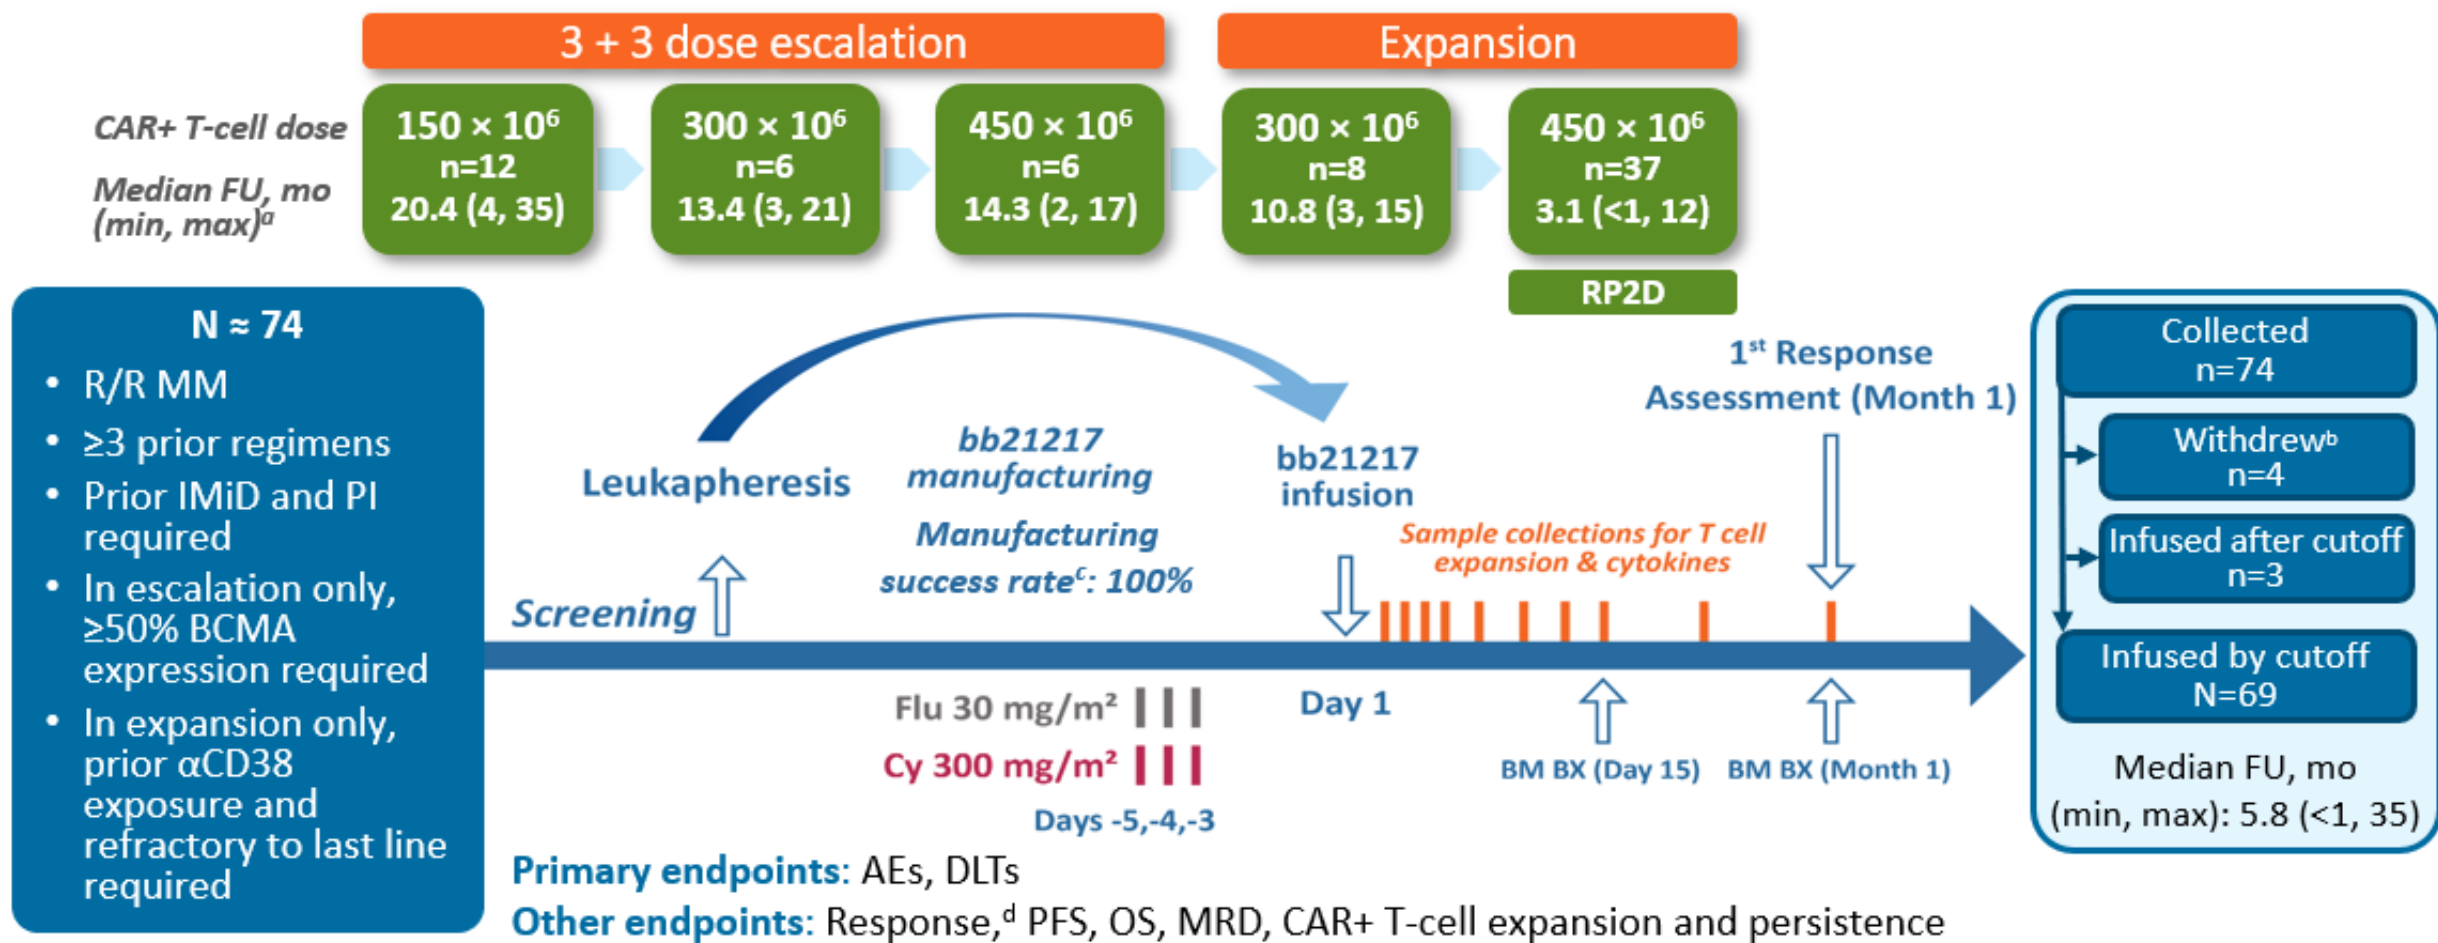 3 + 3 dose escalation
Expansion
CAR+ T-cell dose
Median FU, mo
(min, max)ᵃ
150 × 10⁶
n=12
20.4 (4, 35)
300 × 10⁶
n=6
13.4 (3, 21)
450 × 10⁶
n=6
14.3 (2, 17)
300 × 10⁶
n=8
10.8 (3, 15)
450 × 10⁶
n=37
3.1 (<1, 12)
RP2D
N ≈ 74
• R/R MM
• ≥3 prior regimens
• Prior IMiD and PI
required
• In escalation only,
≥50% BCMA
expression required
• In expansion only,
prior αCD38
exposure and
refractory to last line
required
Screening
Leukapheresis
bb21217
manufacturing
Manufacturing
success rateᶜ: 100%
bb21217
infusion
Sample collections for T cell
expansion & cytokines
1ˢᵗ Response
Assessment (Month 1)
Flu 30 mg/m²
Cy 300 mg/m²
Days -5,-4,-3
Day 1
BM BX (Day 15)
BM BX (Month 1)
Collected
n=74
Withdrewᵇ
n=4
Infused after cutoff
n=3
Infused by cutoff
N=69
Median FU, mo
(min, max): 5.8 (<1, 35)
Primary endpoints: AEs, DLTs
Other endpoints: Response,ᵈ PFS, OS, MRD, CAR+ T-cell expansion and persistence